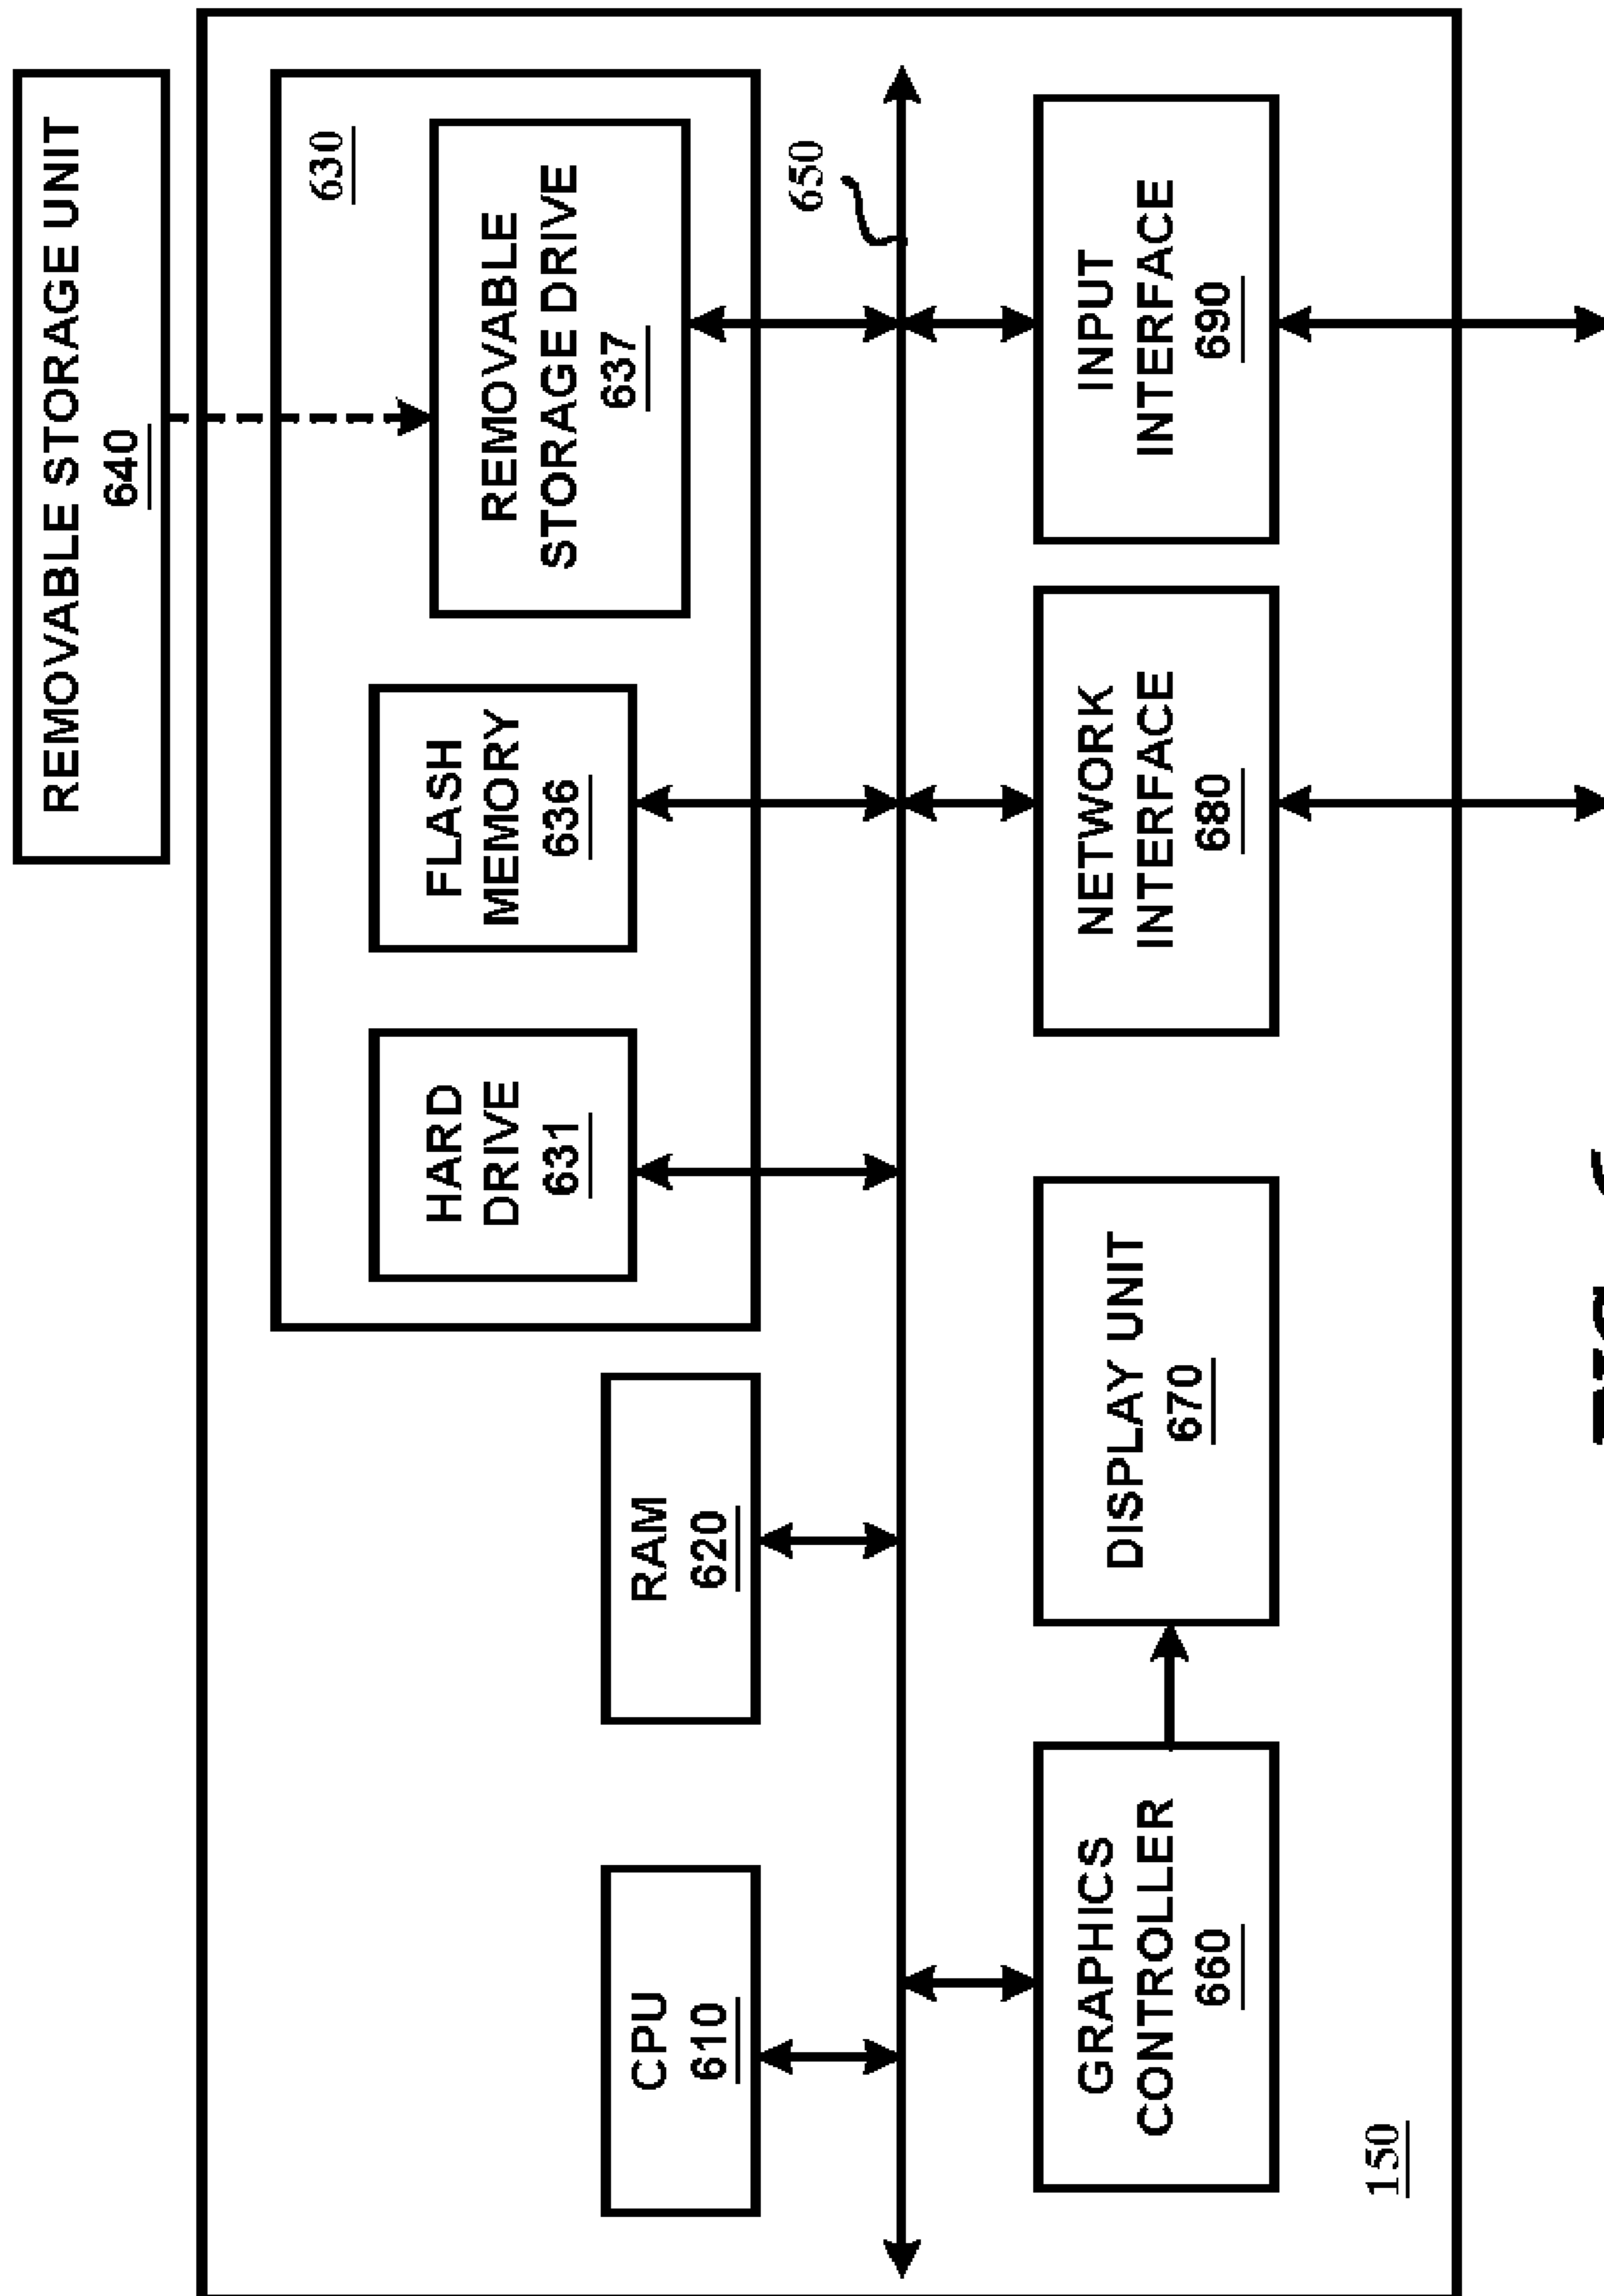 REMOVABLE STORAGE UNIT
640
630
CPU
610
RAM
620
HARD
DRIVE
631
FLASH
MEMORY
636
REMOVABLE
STORAGE DRIVE
637
650
GRAPHICS
CONTROLLER
660
DISPLAY UNIT
670
NETWORK
INTERFACE
680
INPUT
INTERFACE
690
150